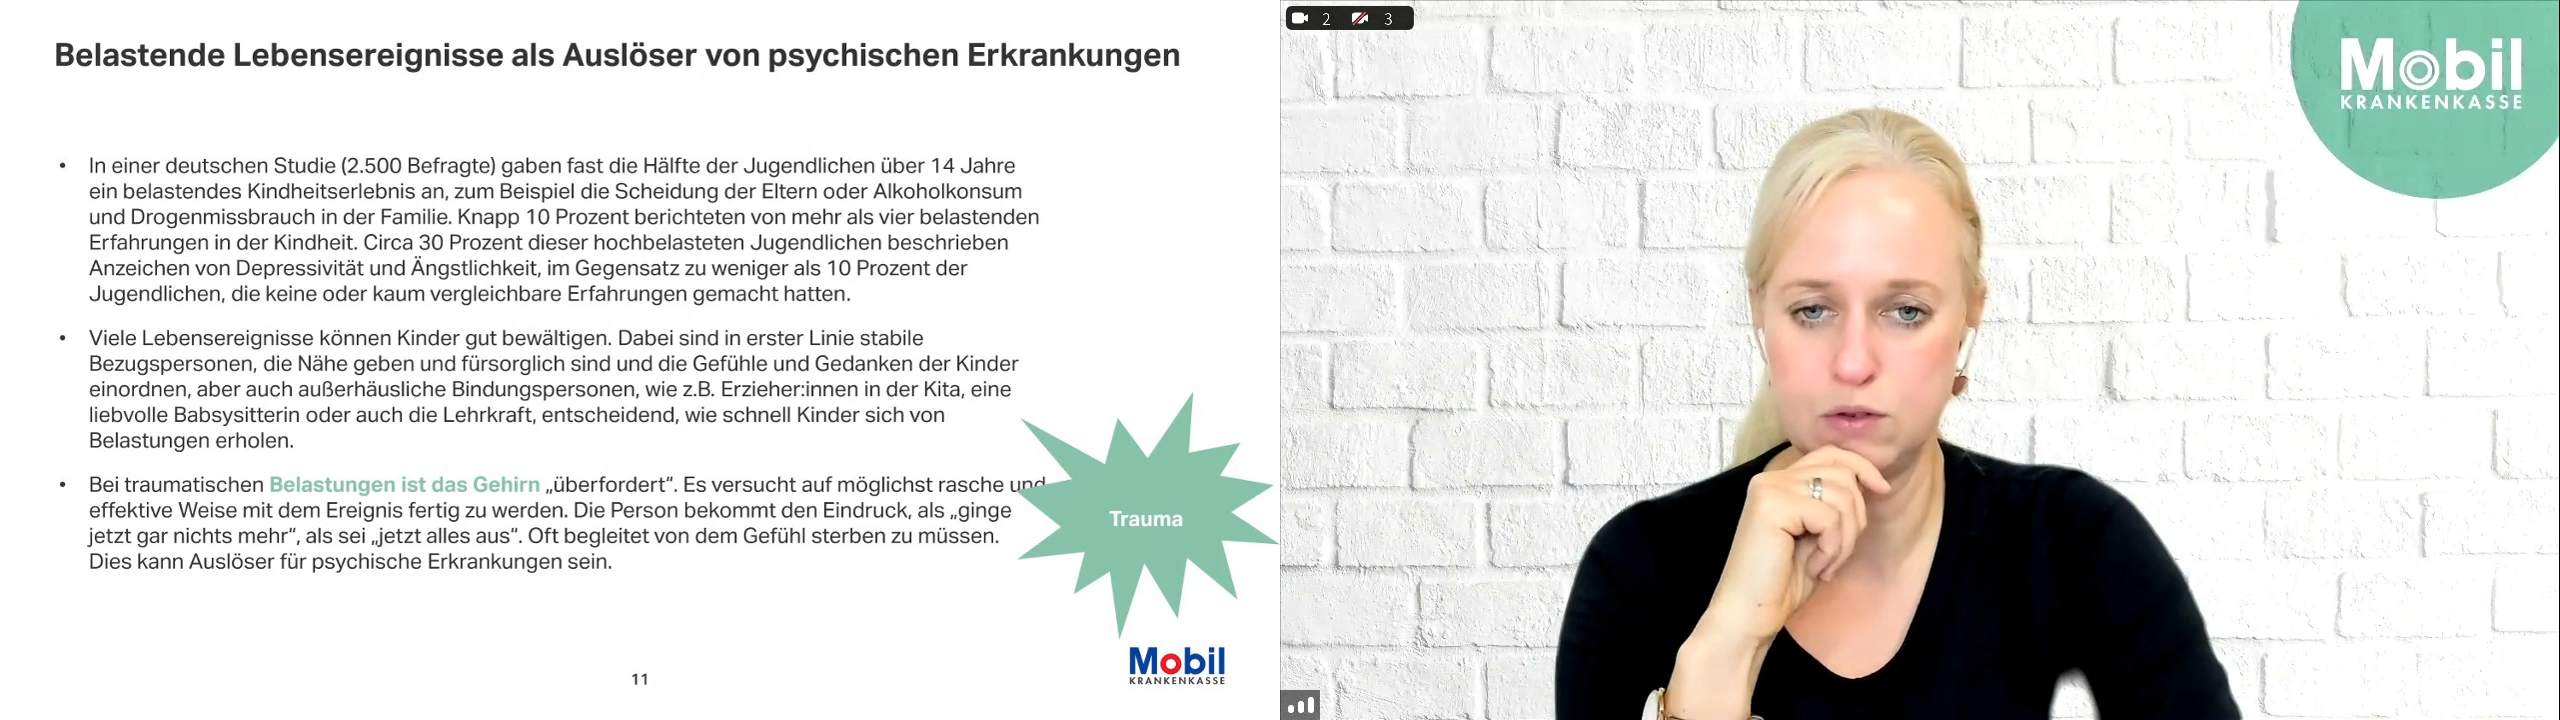 Belastende Lebensereignisse als Auslöser von psychischen Erkrankungen
• In einer deutschen Studie (2.500 Befragte) gaben fast die Hälfte der Jugendlichen über 14 Jahre
ein belastendes Kindheitserlebnis an, zum Beispiel die Scheidung der Eltern oder Alkoholkonsum
und Drogenmissbrauch in der Familie. Knapp 10 Prozent berichteten von mehr als vier belastenden
Erfahrungen in der Kindheit. Circa 30 Prozent dieser hochbelasteten Jugendlichen beschrieben
Anzeichen von Depressivität und Ängstlichkeit, im Gegensatz zu weniger als 10 Prozent der
Jugendlichen, die keine oder kaum vergleichbare Erfahrungen gemacht hatten.
• Viele Lebensereignisse können Kinder gut bewältigen. Dabei sind in erster Linie stabile
Bezugspersonen, die Nähe geben und fürsorglich sind und die Gefühle und Gedanken der Kinder
einordnen, aber auch außerhäusliche Bindungspersonen, wie z.B. Erzieher:innen in der Kita, eine
liebvolle Babsysitterin oder auch die Lehrkraft, entscheidend, wie schnell Kinder sich von
Belastungen erholen.
• Bei traumatischen Belastungen ist das Gehirn „überfordert“. Es versucht auf möglichst rasche und
effektive Weise mit dem Ereignis fertig zu werden. Die Person bekommt den Eindruck, als „ginge
jetzt gar nichts mehr“, als sei „jetzt alles aus“. Oft begleitet von dem Gefühl sterben zu müssen.
Dies kann Auslöser für psychische Erkrankungen sein.
Trauma
Mobil
KRANKENKASSE
11
2 3
Mobil
KRANKENKASSE